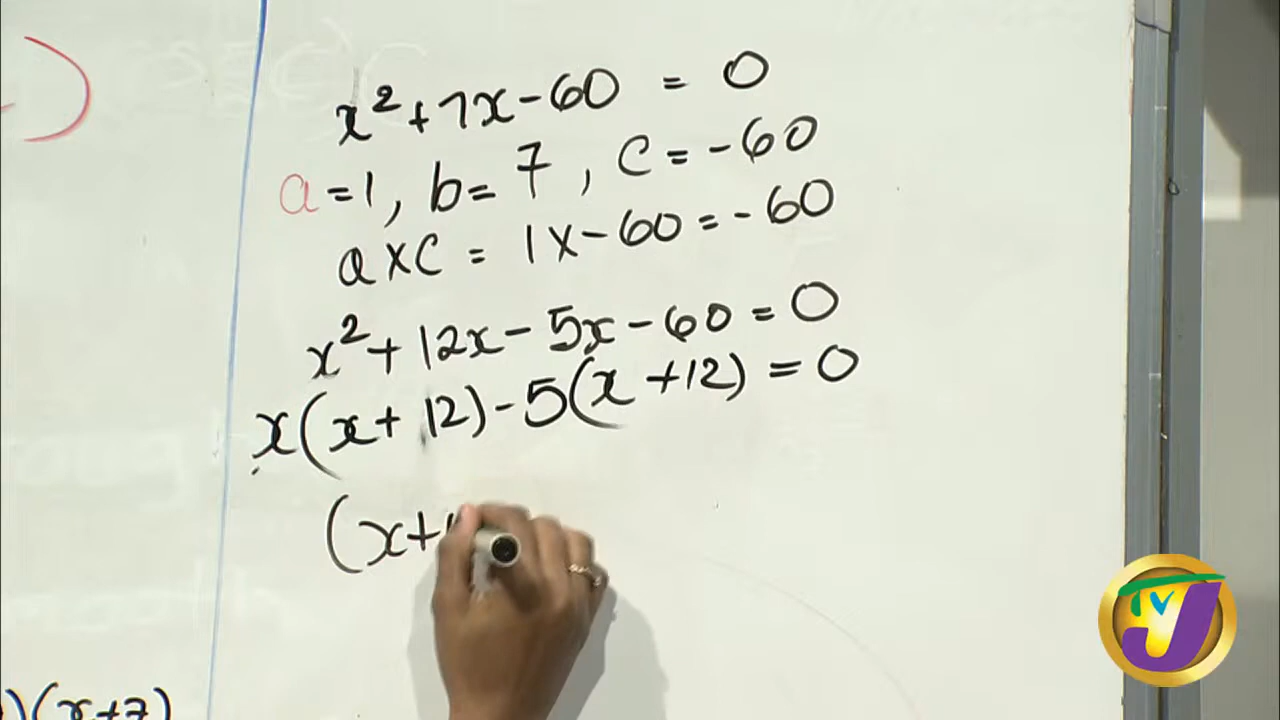 x² + 7x - 60 = 0
a = 1, b = 7, c = -60
a x c = 1 x - 60 = - 60
x² + 12x - 5x - 60 = 0
x(x + 12) - 5(x + 12) = 0
(x+
)(x+7)
TVJ